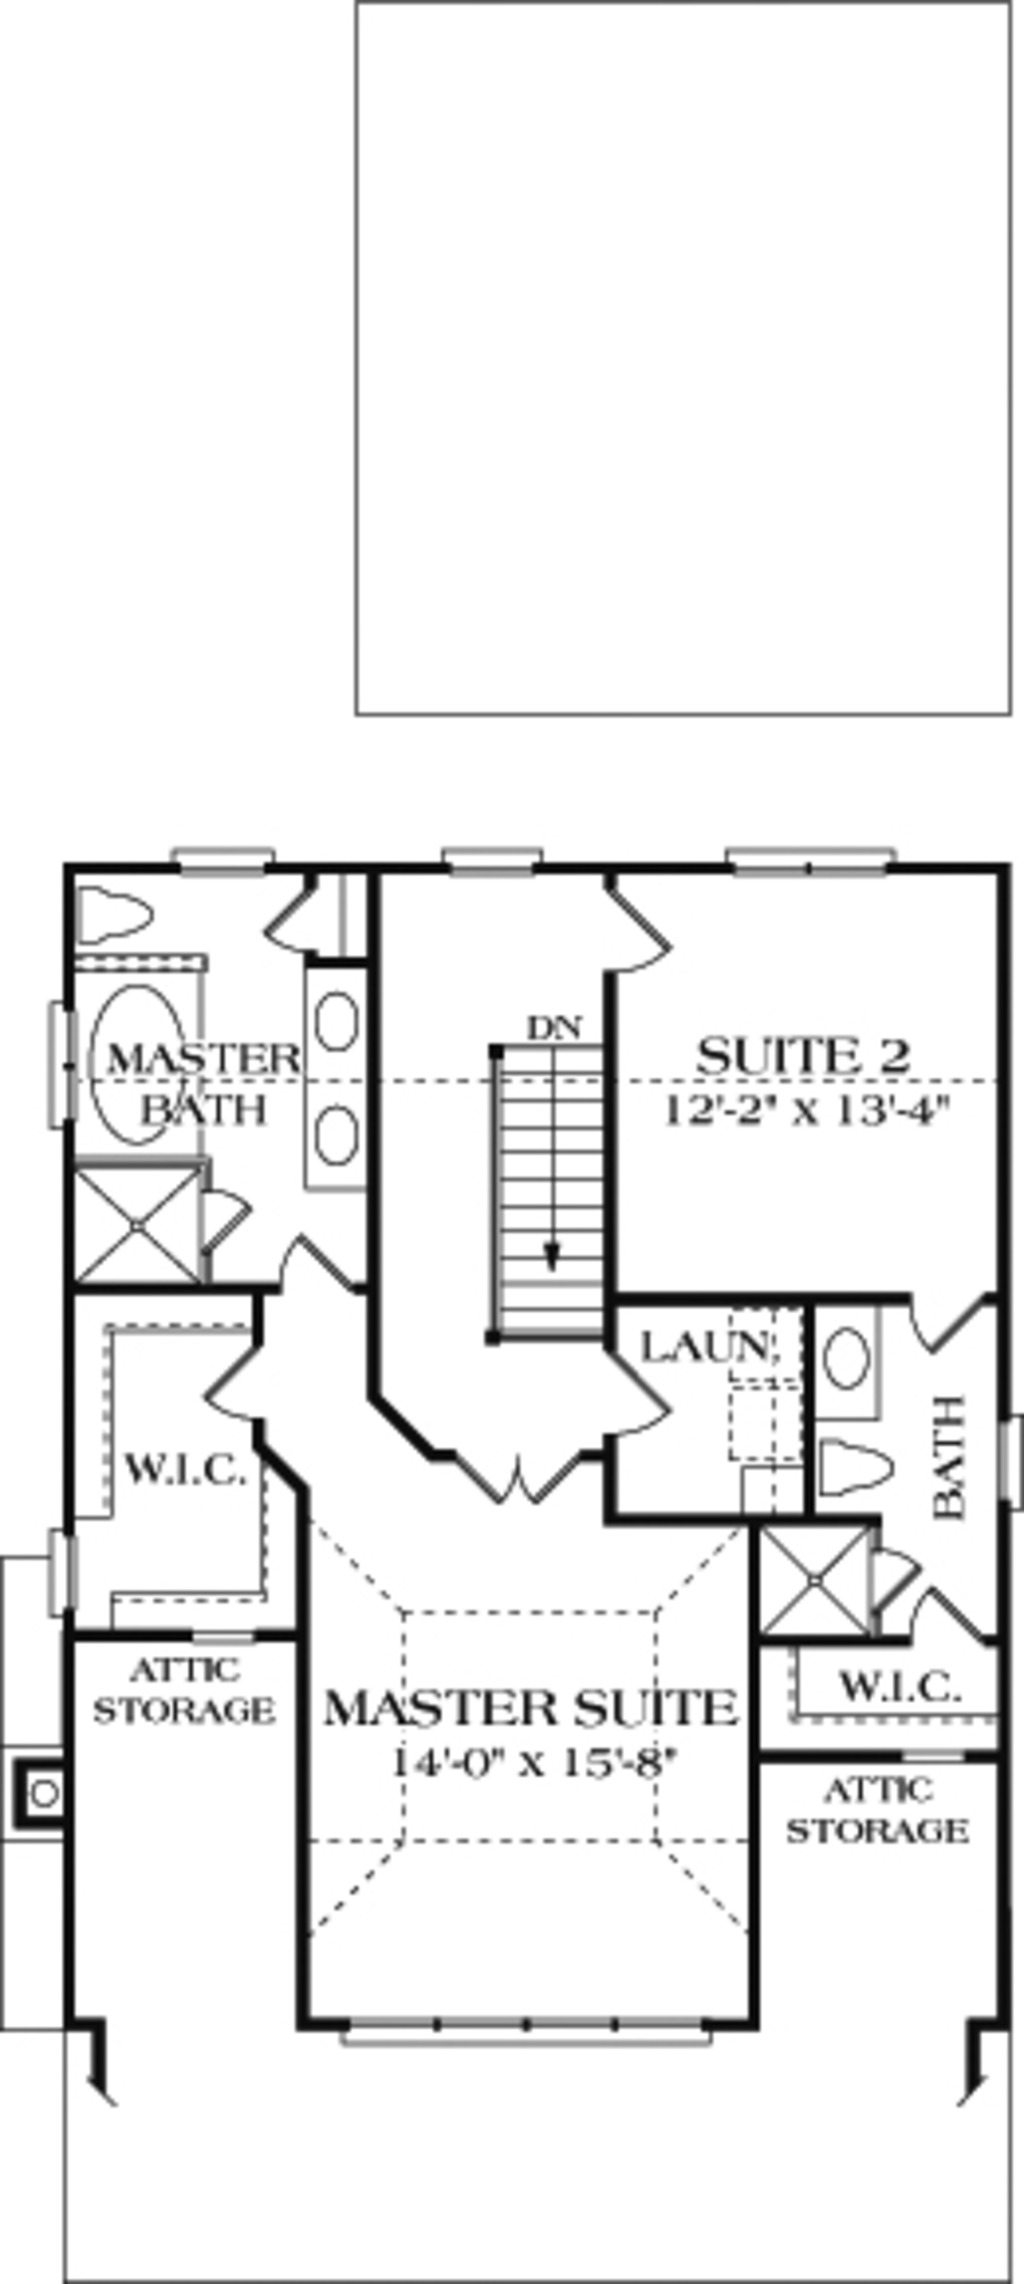 DN
MASTER
BATH
SUITE 2
12'-2" X 13'-4"
LAUN.
W.I.C.
BATH
ATTIC
STORAGE
MASTER SUITE
14'-0" X 15'-8"
W.I.C.
ATTIC
STORAGE